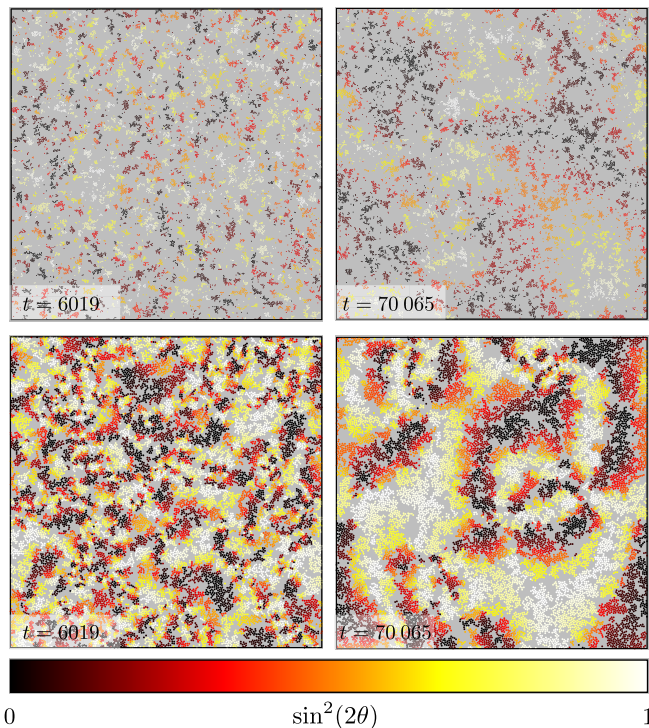 t = 6019
t = 70 065
t = 6019
t = 70 065
0 sin²(2θ) 1